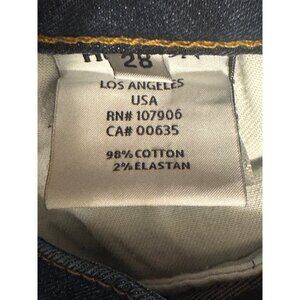 28
LOS ANGELES
USA
RN# 107906
CA# 00635
98% COTTON
2% ELASTAN